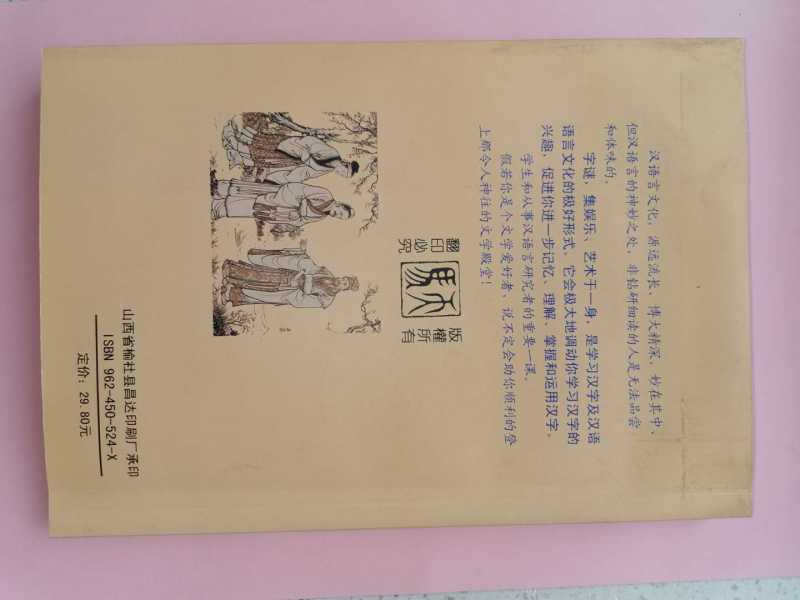 汉语言文化，源远流长，博大精深，妙在其中，
但汉语言的神妙之处，非钻研细读的人是无法品尝
和体味的。
字谜，集娱乐、艺术于一身，是学习汉字及汉语
语言文化的极好形式，它会极大地调动你学习汉字的
兴趣，促进你进一步记忆、理解、掌握和运用汉字。
学生和从事汉语言研究者的重要一课。
假若你是个文学爱好者，说不定会助你顺利的登
上那令人神往的文学殿堂！
版權所有
翻印必究
山西省榆社县昌达印刷厂承印
ISBN 962-450-524-X
定价：29.80元